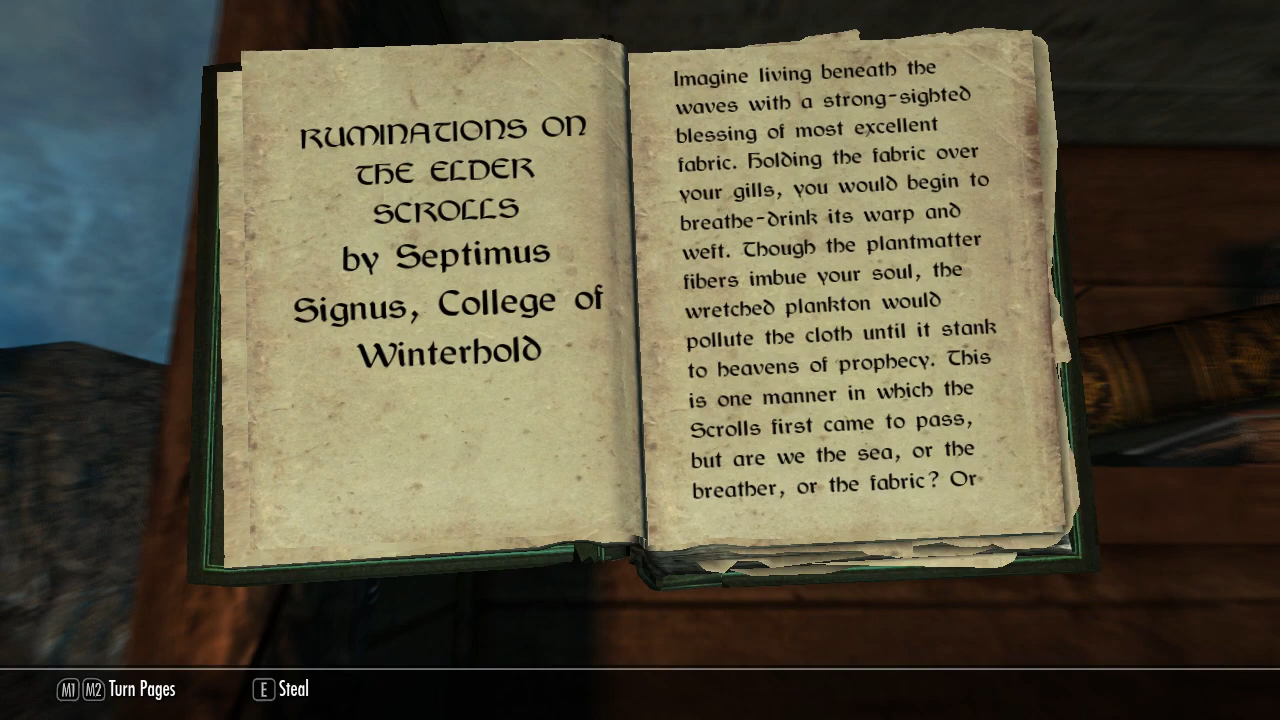 RUMINATIONS ON
THE ELDER
SCROLLS
by Septimus
Signus, College of
Winterhold
Imagine living beneath the
waves with a strong-sighted
blessing of most excellent
fabric. Holding the fabric over
your gills, you would begin to
breathe-drink its warp and
weft. Though the plantmatter
fibers imbue your soul, the
wretched plankton would
pollute the cloth until it stank
to heavens of prophecy. This
is one manner in which the
Scrolls first came to pass,
but are we the sea, or the
breather, or the fabric? Or
M1 M2 Turn Pages
E Steal